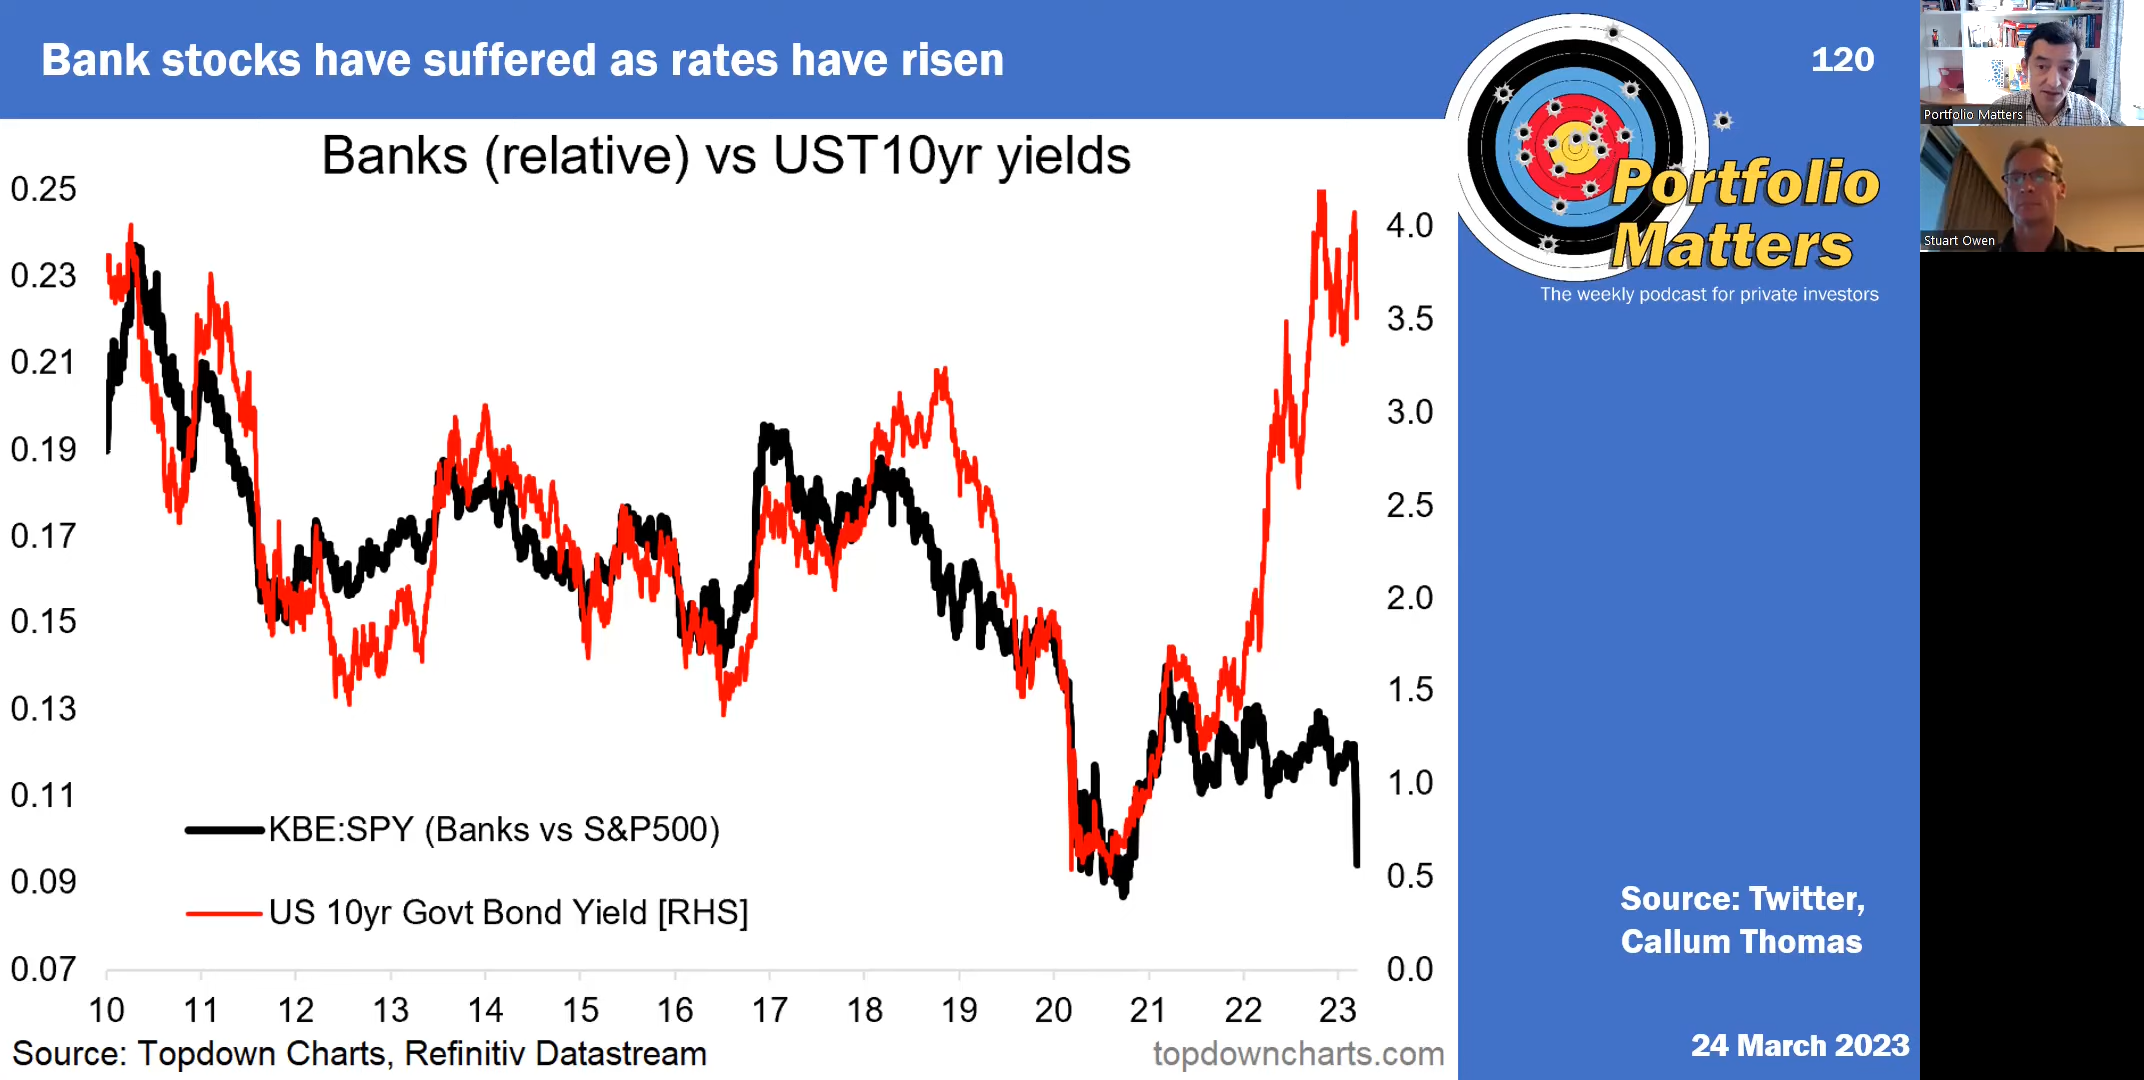 Bank stocks have suffered as rates have risen
120
Portfolio
Matters
The weekly podcast for private investors
Portfolio Matters
Stuart Owen
Banks (relative) vs UST10yr yields
0.25
0.23
0.21
0.19
0.17
0.15
0.13
0.11
0.09
0.07
4.0
3.5
3.0
2.5
2.0
1.5
1.0
0.5
0.0
KBE:SPY (Banks vs S&P500)
US 10yr Govt Bond Yield [RHS]
10 11 12 13 14 15 16 17 18 19 20 21 22 23
Source: Topdown Charts, Refinitiv Datastream
topdowncharts.com
Source: Twitter,
Callum Thomas
24 March 2023